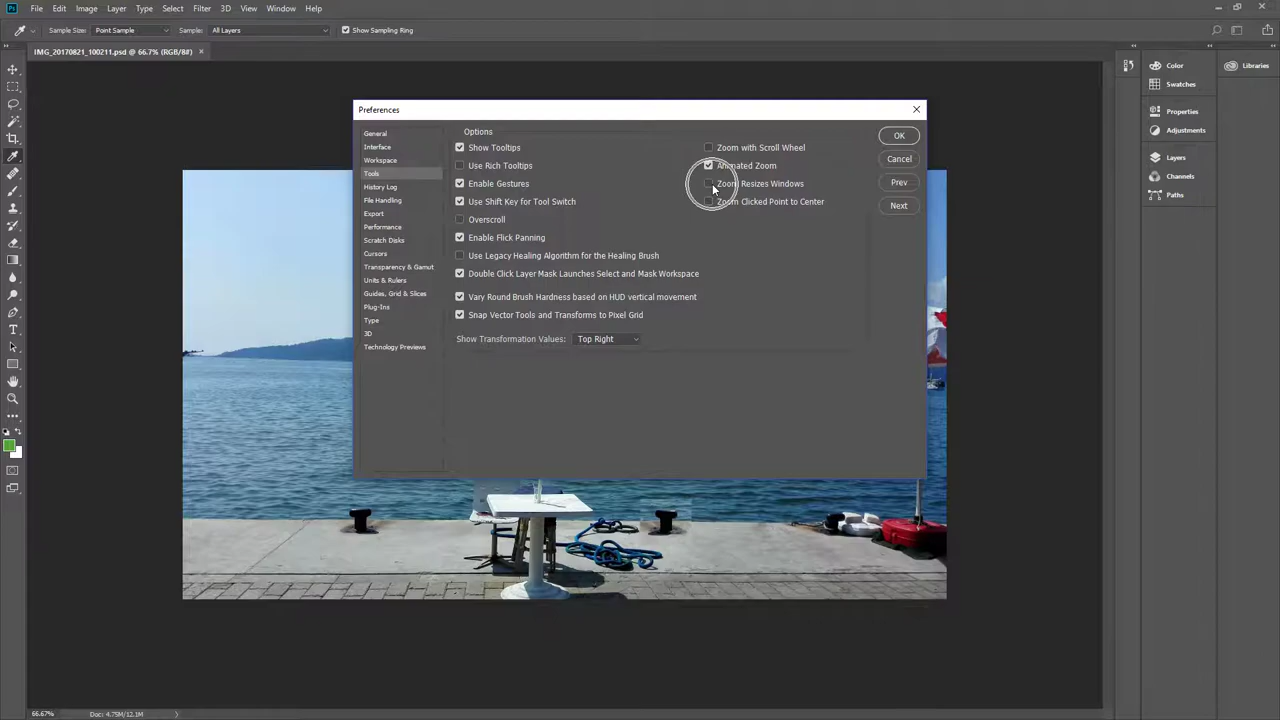 Ps File Edit Image Layer Type Select Filter 3D View Window Help
Sample Size: Point Sample Sample: All Layers Show Sampling Ring
IMG_20170821_100211.psd @ 66.7% (RGB/8#) ×
Preferences
General
Interface
Workspace
Tools
History Log
File Handling
Export
Performance
Scratch Disks
Cursors
Transparency & Gamut
Units & Rulers
Guides, Grid & Slices
Plug-Ins
Type
3D
Technology Previews
Options
Show Tooltips
Use Rich Tooltips
Enable Gestures
Use Shift Key for Tool Switch
Overscroll
Enable Flick Panning
Use Legacy Healing Algorithm for the Healing Brush
Double Click Layer Mask Launches Select and Mask Workspace
Vary Round Brush Hardness based on HUD vertical movement
Snap Vector Tools and Transforms to Pixel Grid
Show Transformation Values: Top Right
Zoom with Scroll Wheel
Animated Zoom
Zoom Resizes Windows
Zoom Clicked Point to Center
OK
Cancel
Prev
Next
Color
Swatches
Properties
Adjustments
Layers
Channels
Paths
Libraries
66.67% Doc: 4.75M/12.1M